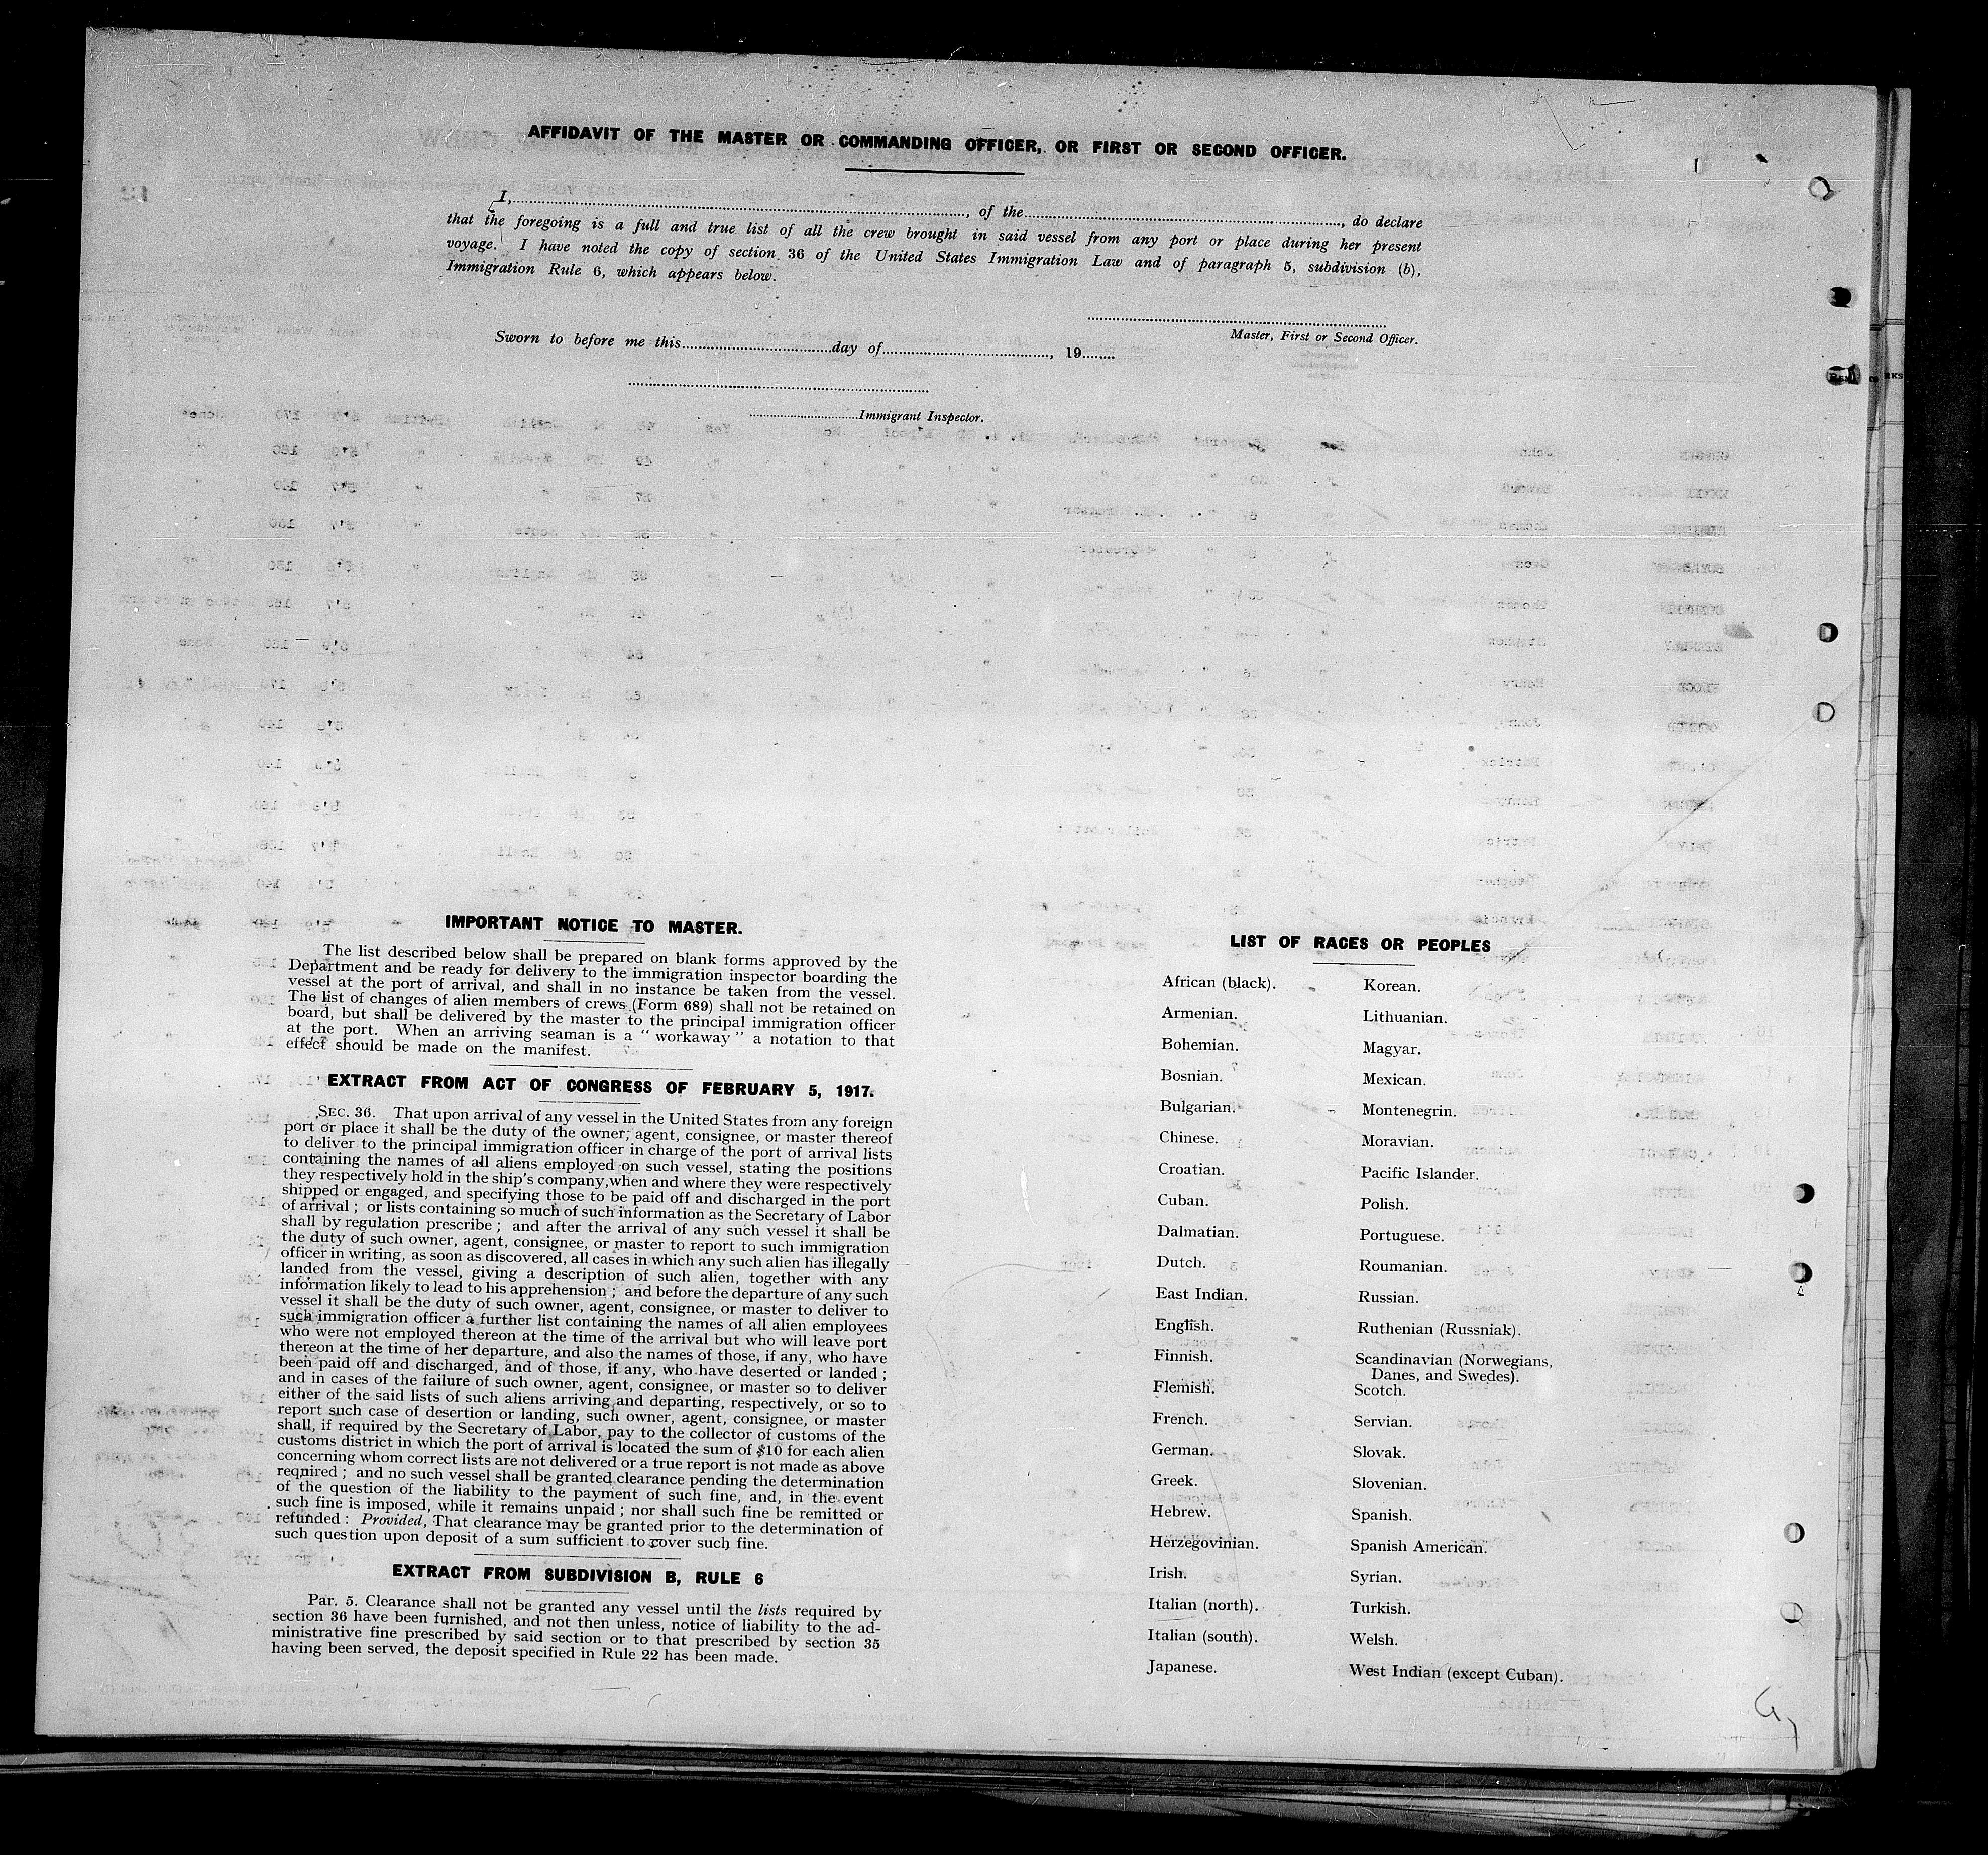 AFFIDAVIT OF THE MASTER OR COMMANDING OFFICER, OR FIRST OR SECOND OFFICER.
I,........................, of the........................, do declare
that the foregoing is a full and true list of all the crew brought in said vessel from any port or place during her present
voyage. I have noted the copy of section 36 of the United States Immigration Law and of paragraph 5, subdivision (b),
Immigration Rule 6, which appears below.
Master, First or Second Officer.
Sworn to before me this........................day of........................, 19........
........................Immigrant Inspector.
IMPORTANT NOTICE TO MASTER.
The list described below shall be prepared on blank forms approved by the
Department and be ready for delivery to the immigration inspector boarding the
vessel at the port of arrival, and shall in no instance be taken from the vessel.
The list of changes of alien members of crews (Form 689) shall not be retained on
board, but shall be delivered by the master to the principal immigration officer
at the port. When an arriving seaman is a " workaway " a notation to that
effect should be made on the manifest.
EXTRACT FROM ACT OF CONGRESS OF FEBRUARY 5, 1917.
SEC. 36. That upon arrival of any vessel in the United States from any foreign
port or place it shall be the duty of the owner, agent, consignee, or master thereof
to deliver to the principal immigration officer in charge of the port of arrival lists
containing the names of all aliens employed on such vessel, stating the positions
they respectively hold in the ship's company, when and where they were respectively
shipped or engaged, and specifying those to be paid off and discharged in the port
of arrival ; or lists containing so much of such information as the Secretary of Labor
shall by regulation prescribe ; and after the arrival of any such vessel it shall be
the duty of such owner, agent, consignee, or master to report to such immigration
officer in writing, as soon as discovered, all cases in which any such alien has illegally
landed from the vessel, giving a description of such alien, together with any
information likely to lead to his apprehension ; and before the departure of any such
vessel it shall be the duty of such owner, agent, consignee, or master to deliver to
such immigration officer a further list containing the names of all alien employees
who were not employed thereon at the time of the arrival but who will leave port
thereon at the time of her departure, and also the names of those, if any, who have
been paid off and discharged, and of those, if any, who have deserted or landed ;
and in cases of the failure of such owner, agent, consignee, or master so to deliver
either of the said lists of such aliens arriving and departing, respectively, or so to
report such case of desertion or landing, such owner, agent, consignee, or master
shall, if required by the Secretary of Labor, pay to the collector of customs of the
customs district in which the port of arrival is located the sum of $10 for each alien
concerning whom correct lists are not delivered or a true report is not made as above
required ; and no such vessel shall be granted clearance pending the determination
of the question of the liability to the payment of such fine, and, in the event
such fine is imposed, while it remains unpaid ; nor shall such fine be remitted or
refunded : Provided, That clearance may be granted prior to the determination of
such question upon deposit of a sum sufficient to cover such fine.
EXTRACT FROM SUBDIVISION B, RULE 6
Par. 5. Clearance shall not be granted any vessel until the lists required by
section 36 have been furnished, and not then unless, notice of liability to the ad-
ministrative fine prescribed by said section or to that prescribed by section 35
having been served, the deposit specified in Rule 22 has been made.
LIST OF RACES OR PEOPLES
African (black).
Armenian.
Bohemian.
Bosnian.
Bulgarian.
Chinese.
Croatian.
Cuban.
Dalmatian.
Dutch.
East Indian.
English.
Finnish.
Flemish.
French.
German.
Greek.
Hebrew.
Herzegovinian.
Irish.
Italian (north).
Italian (south).
Japanese.
Korean.
Lithuanian.
Magyar.
Mexican.
Montenegrin.
Moravian.
Pacific Islander.
Polish.
Portuguese.
Roumanian.
Russian.
Ruthenian (Russniak).
Scandinavian (Norwegians,
Danes, and Swedes).
Scotch.
Servian.
Slovak.
Slovenian.
Spanish.
Spanish American.
Syrian.
Turkish.
Welsh.
West Indian (except Cuban).